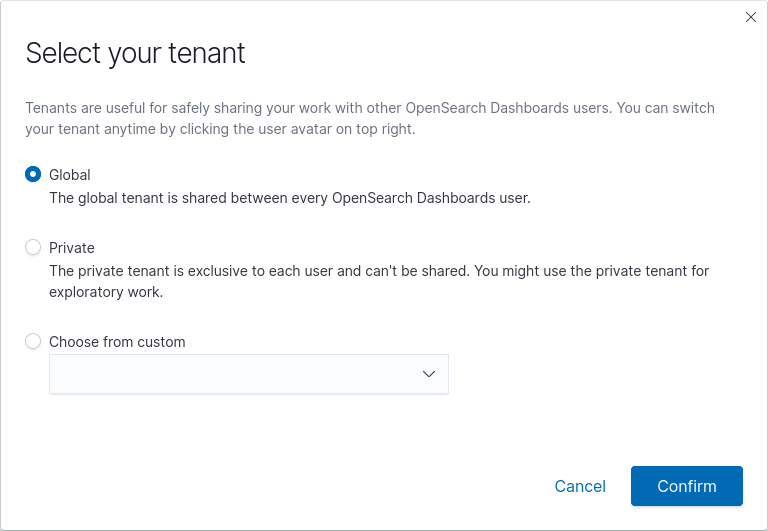 Select your tenant
Tenants are useful for safely sharing your work with other OpenSearch Dashboards users. You can switch
your tenant anytime by clicking the user avatar on top right.
Global
The global tenant is shared between every OpenSearch Dashboards user.
Private
The private tenant is exclusive to each user and can't be shared. You might use the private tenant for
exploratory work.
Choose from custom
Cancel
Confirm